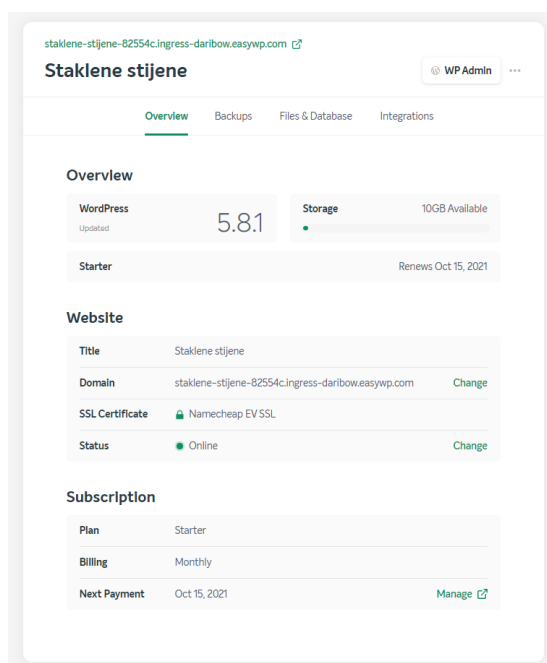 staklene-stijene-82554c.ingress-daribow.easywp.com
Staklene stijene
WP Admin
Overview Backups Files & Database Integrations
Overview
WordPress
Updated
5.8.1
Storage 10GB Available
Starter Renews Oct 15, 2021
Website
Title Staklene stijene
Domain staklene-stijene-82554c.ingress-daribow.easywp.com Change
SSL Certificate Namecheap EV SSL
Status Online Change
Subscription
Plan Starter
Billing Monthly
Next Payment Oct 15, 2021 Manage